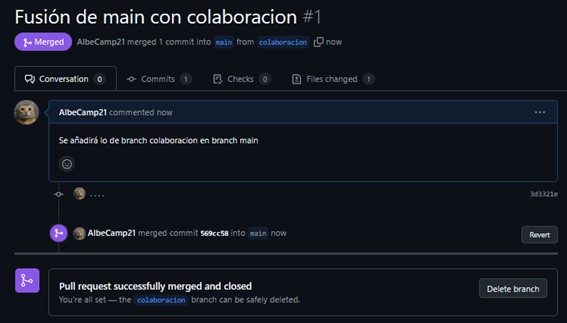 Fusión de main con colaboracion #1
Merged AlbeCamp21 merged 1 commit into main from colaboracion now
Conversation 0 Commits 1 Checks 0 Files changed 1
AlbeCamp21 commented now ...
Se añadirá lo de branch colaboracion en branch main
.... 3d3321e
AlbeCamp21 merged commit 569cc58 into main now Revert
Pull request successfully merged and closed
You're all set — the colaboracion branch can be safely deleted.
Delete branch